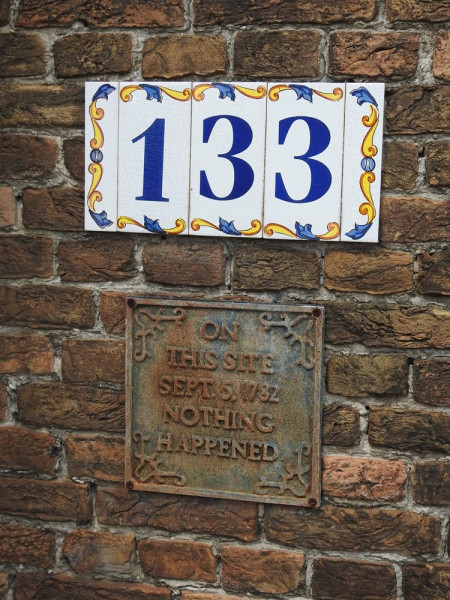 133
ON
THIS SITE
SEPT. 5, 1782
NOTHING
HAPPENED